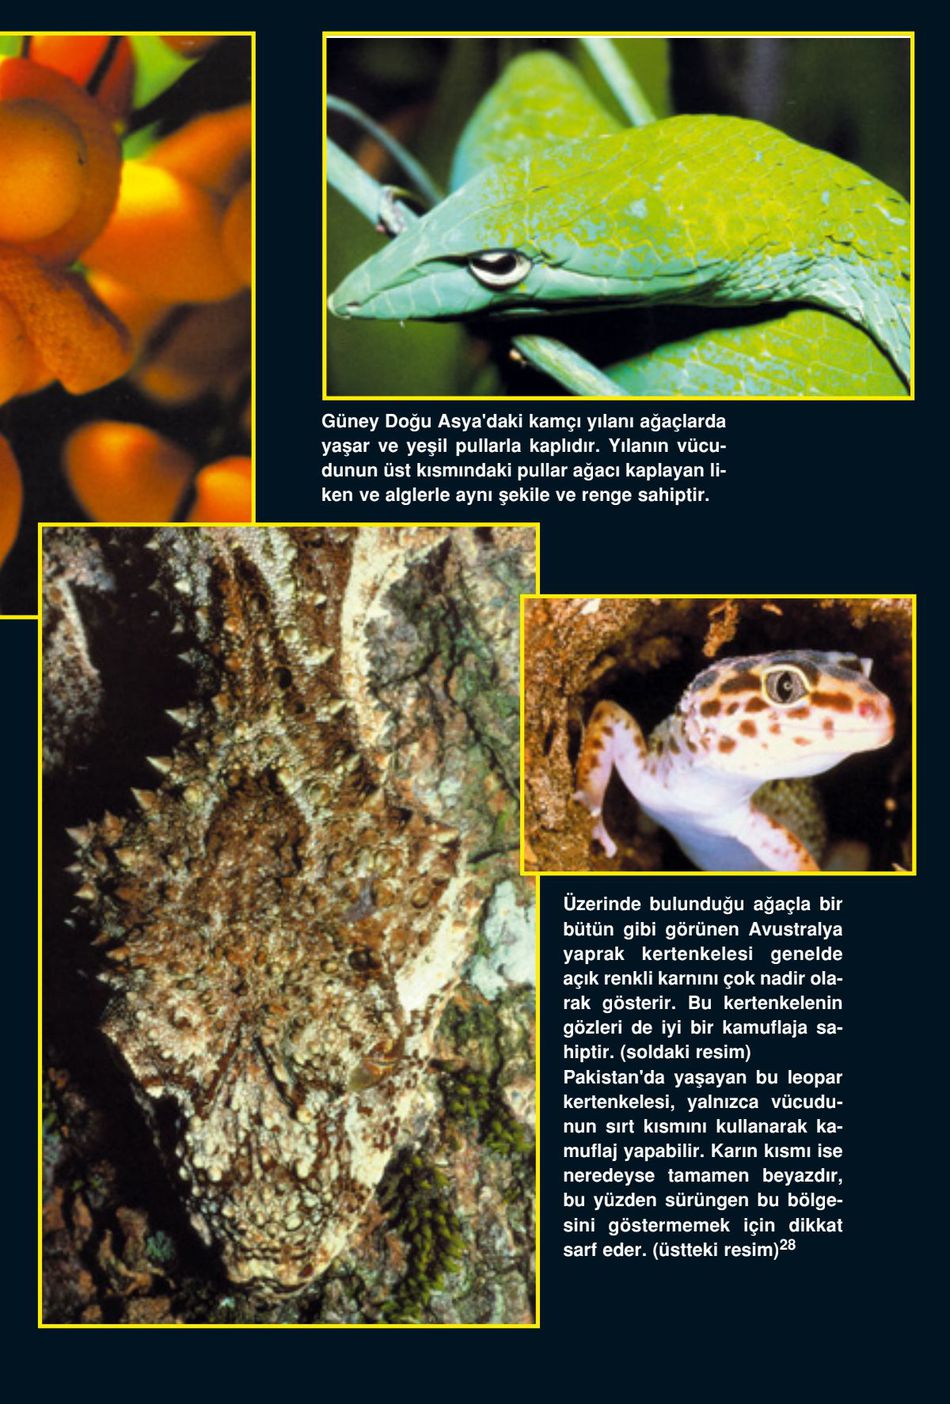 Güney Doğu Asya'daki kamçı yılanı ağaçlarda
yaşar ve yeşil pullarla kaplıdır. Yılanın vücu-
dunun üst kısmındaki pullar ağacı kaplayan li-
ken ve alglerle aynı şekile ve renge sahiptir.
Üzerinde bulunduğu ağaçla bir
bütün gibi görünen Avustralya
yaprak kertenkelesi genelde
açık renkli karnını çok nadir ola-
rak gösterir. Bu kertenkelenin
gözleri de iyi bir kamuflaja sa-
hiptir. (soldaki resim)
Pakistan'da yaşayan bu leopar
kertenkelesi, yalnızca vücudu-
nun sırt kısmını kullanarak ka-
muflaj yapabilir. Karın kısmı ise
neredeyse tamamen beyazdır,
bu yüzden sürüngen bu bölge-
sini göstermemek için dikkat
sarf eder. (üstteki resim)28